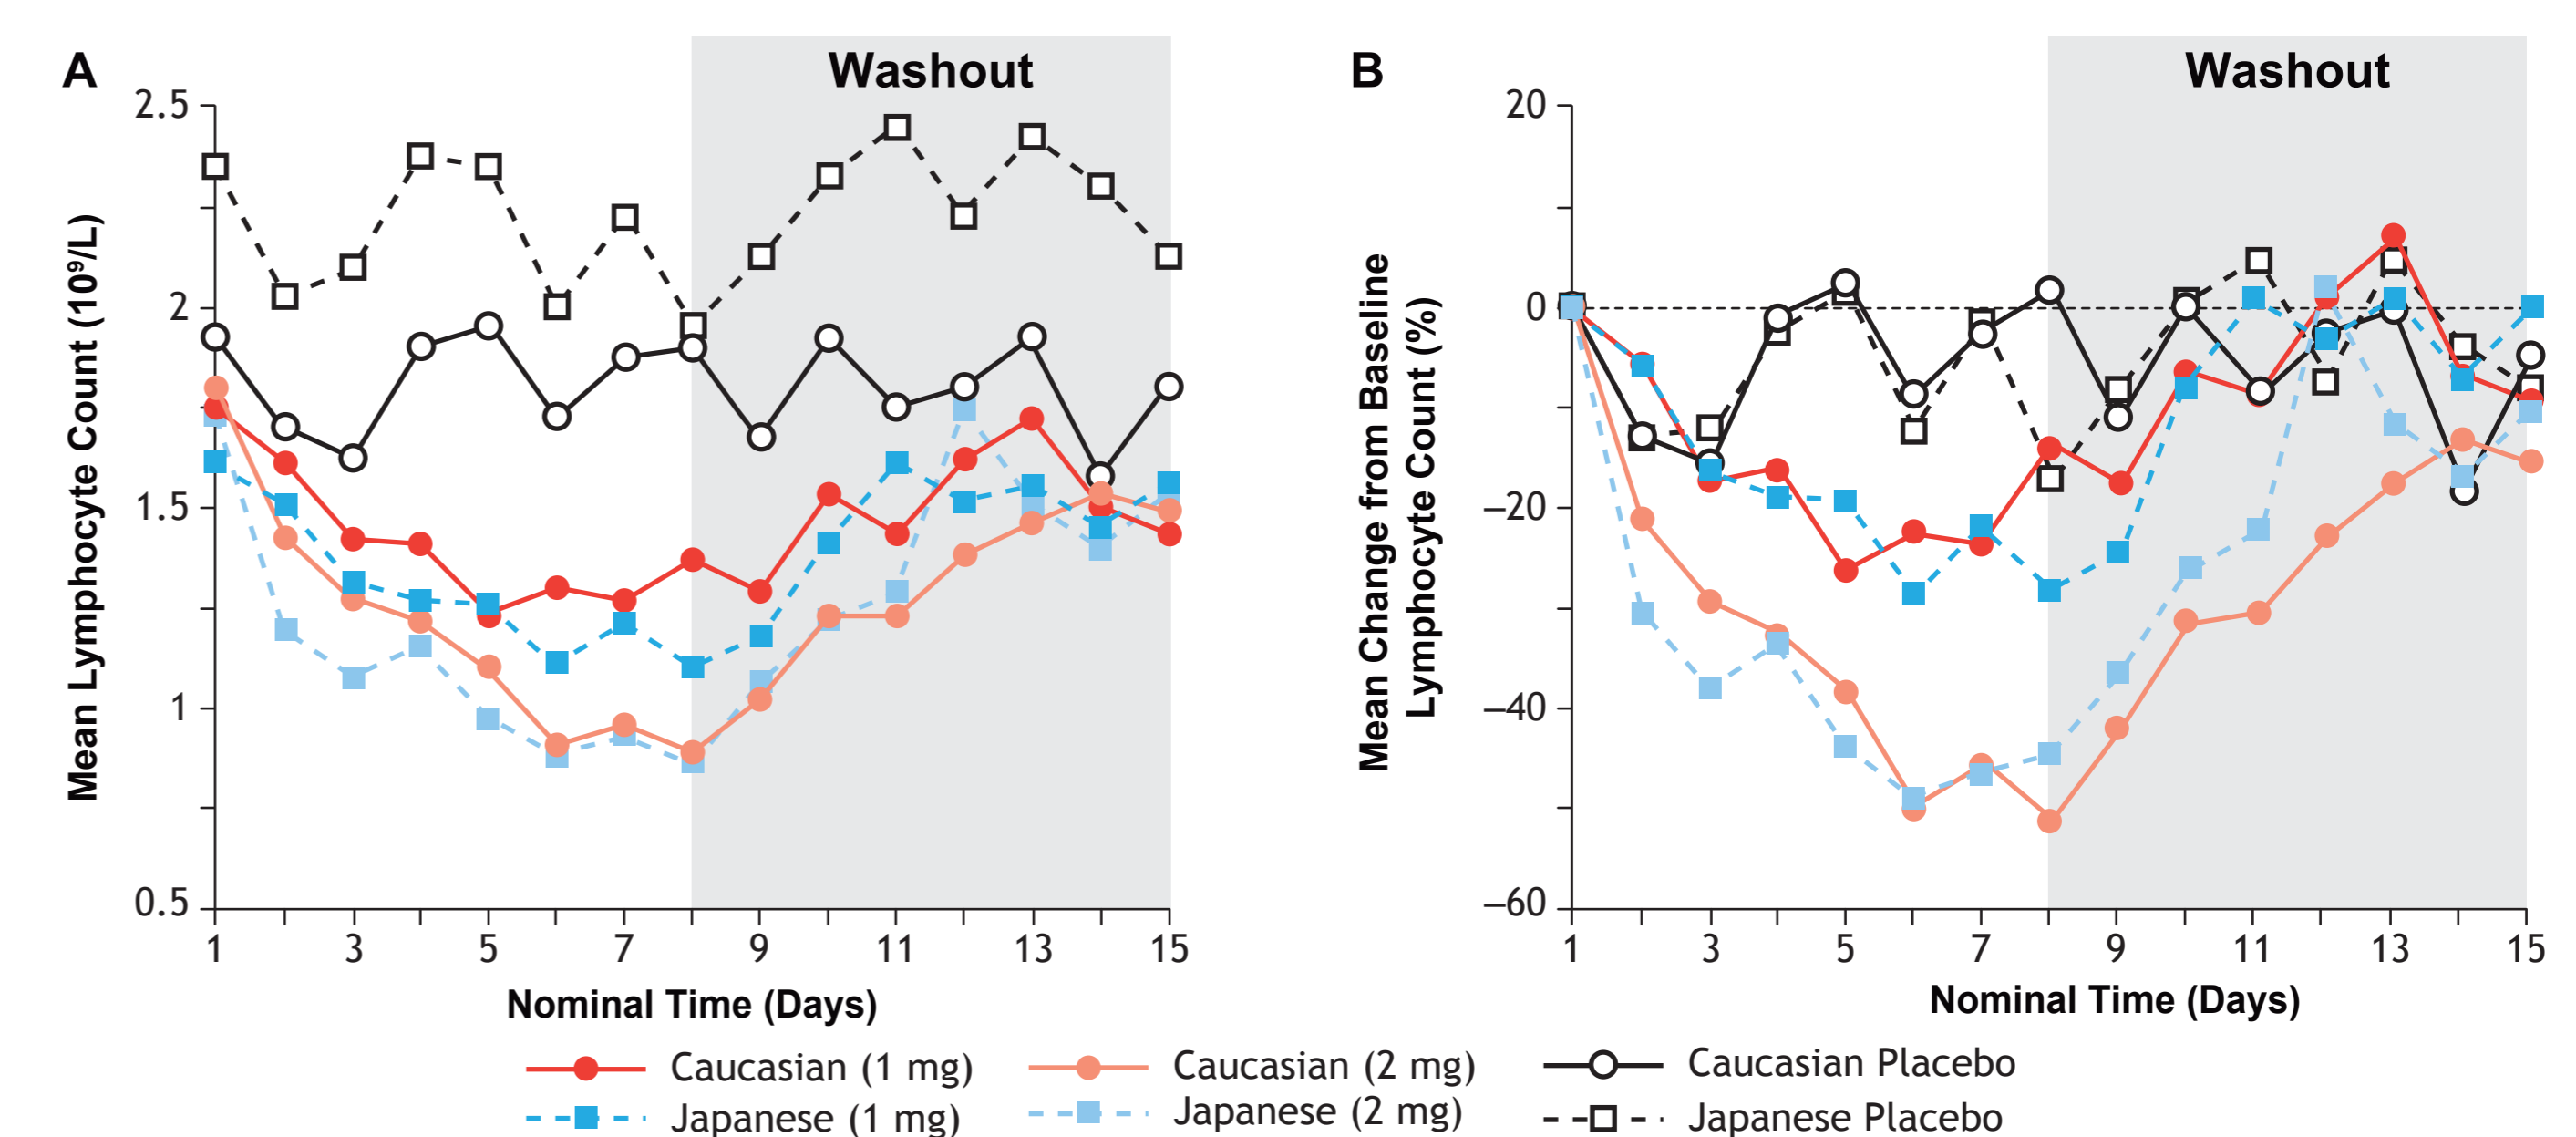 A
Washout
2.5
2
1.5
1
0.5
Mean Lymphocyte Count (10⁹/L)
1 3 5 7 9 11 13 15
Nominal Time (Days)
B
Washout
20
0
–20
–40
–60
Mean Change from Baseline
Lymphocyte Count (%)
1 3 5 7 9 11 13 15
Nominal Time (Days)
Caucasian (1 mg) Caucasian (2 mg) Caucasian Placebo
Japanese (1 mg) Japanese (2 mg) Japanese Placebo